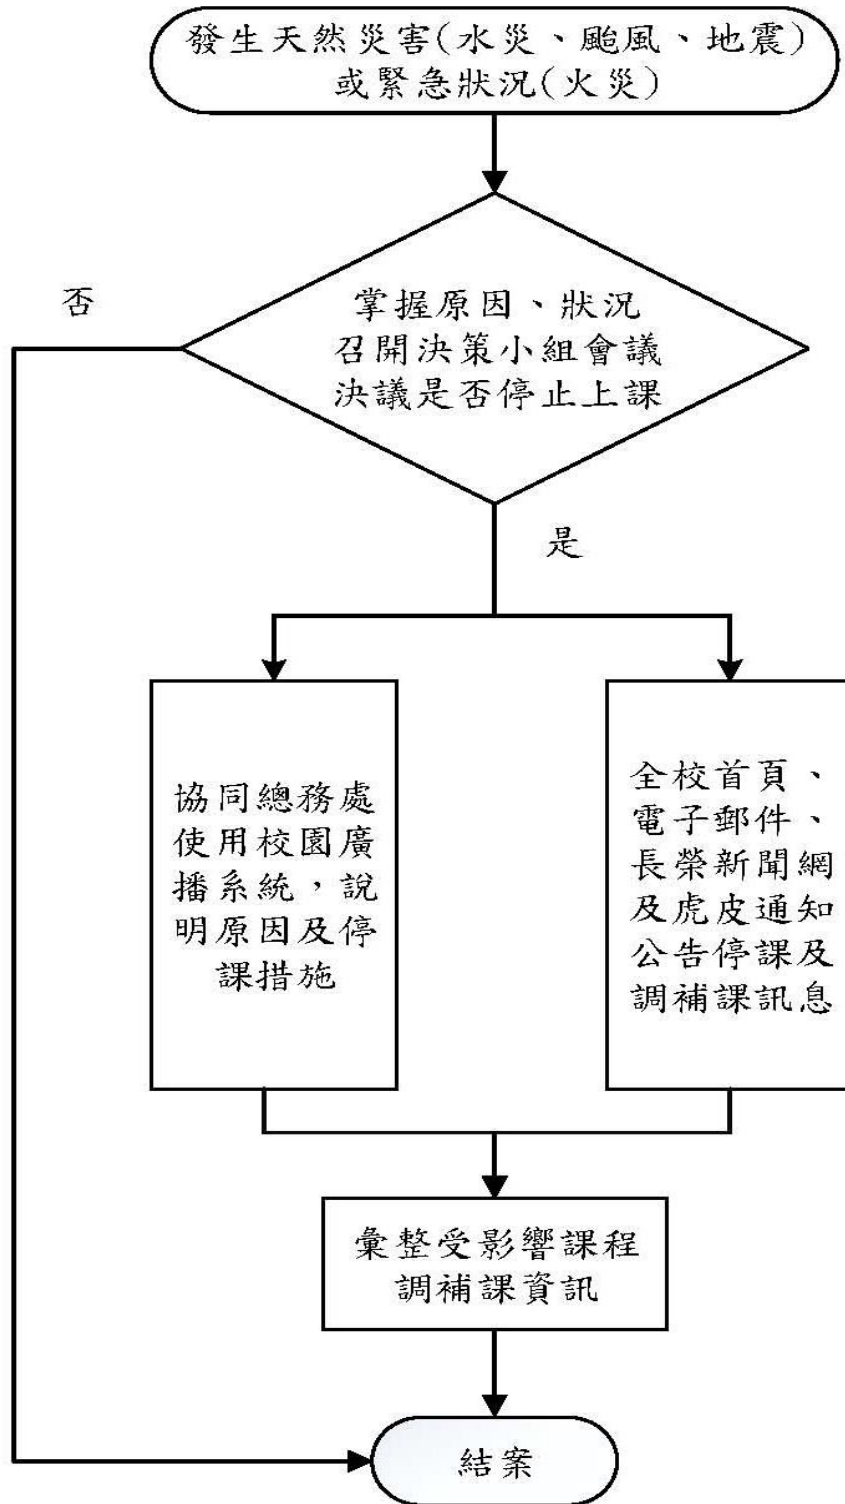 發生天然災害(水災、颱風、地震)
或緊急狀況(火災)
否
掌握原因、狀況
召開決策小組會議
決議是否停止上課
是
協同總務處
使用校園廣
播系統，說
明原因及停
課措施
全校首頁、
電子郵件、
長榮新聞網
及虎皮通知
公告停課及
調補課訊息
彙整受影響課程
調補課資訊
結案